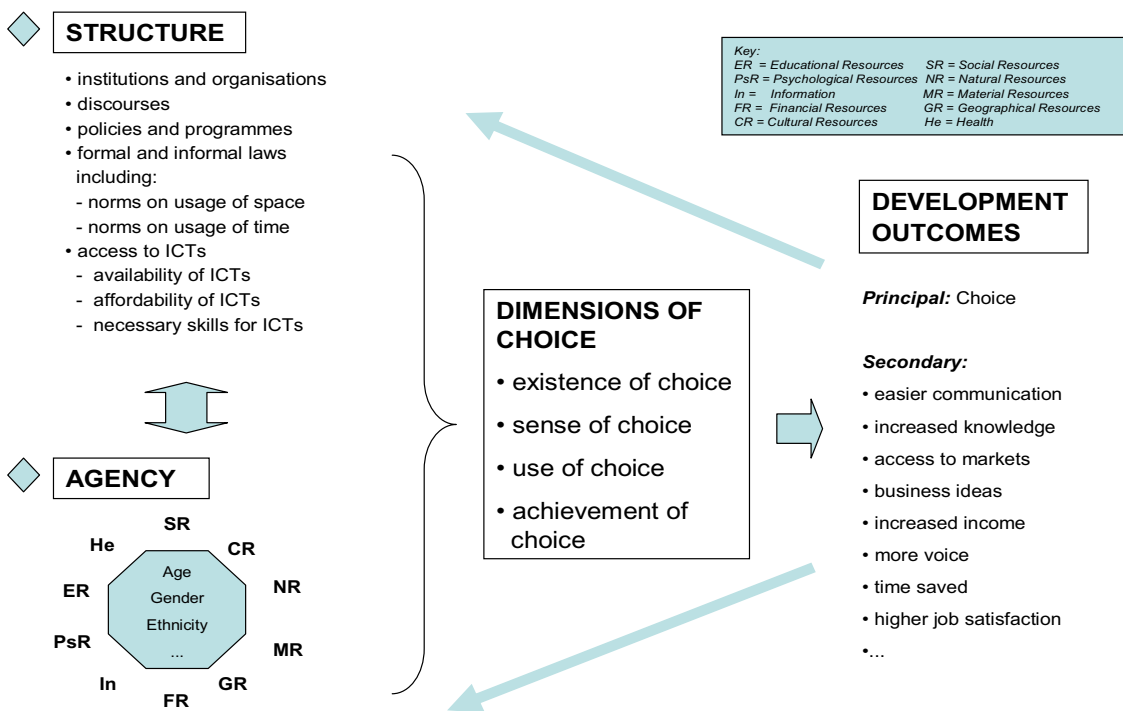 STRUCTURE
• institutions and organisations
• discourses
• policies and programmes
• formal and informal laws
including:
- norms on usage of space
- norms on usage of time
• access to ICTs
- availability of ICTs
- affordability of ICTs
- necessary skills for ICTs
AGENCY
SR
He
CR
ER
NR
PsR
MR
In
GR
FR
Age
Gender
Ethnicity
...
DIMENSIONS OF
CHOICE
• existence of choice
• sense of choice
• use of choice
• achievement of
choice
Key:
ER = Educational Resources SR = Social Resources
PsR = Psychological Resources NR = Natural Resources
In = Information MR = Material Resources
FR = Financial Resources GR = Geographical Resources
CR = Cultural Resources He = Health
DEVELOPMENT
OUTCOMES
Principal: Choice
Secondary:
• easier communication
• increased knowledge
• access to markets
• business ideas
• increased income
• more voice
• time saved
• higher job satisfaction
•...